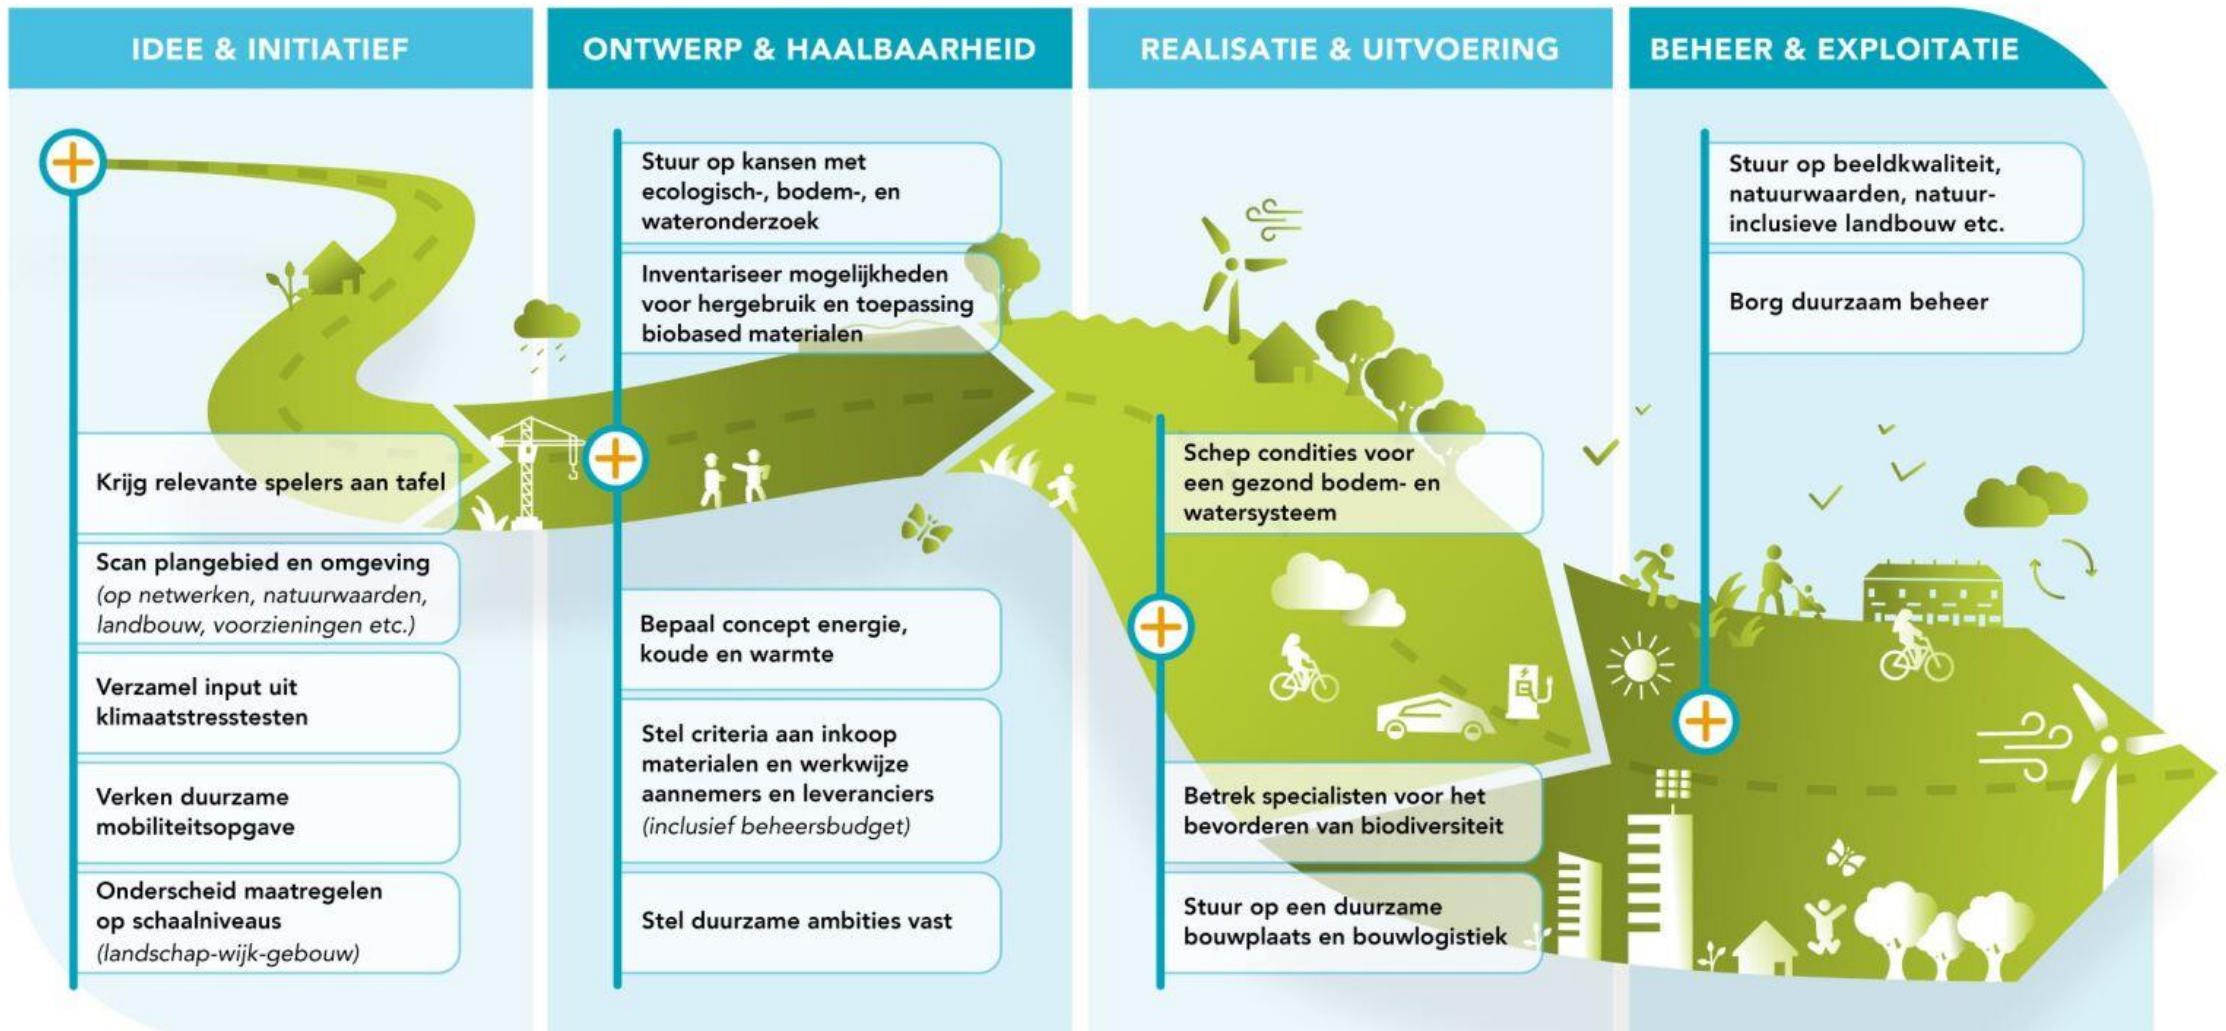 IDEE & INITIATIEF
Krijg relevante spelers aan tafel
Scan plangebied en omgeving
(op netwerken, natuurwaarden,
landbouw, voorzieningen etc.)
Verzamel input uit
klimaatstresstesten
Verken duurzame
mobiliteitsopgave
Onderscheid maatregelen
op schaalniveaus
(landschap-wijk-gebouw)
ONTWERP & HAALBAARHEID
Stuur op kansen met
ecologisch-, bodem-, en
wateronderzoek
Inventariseer mogelijkheden
voor hergebruik en toepassing
biobased materialen
Bepaal concept energie,
koude en warmte
Stel criteria aan inkoop
materialen en werkwijze
aannemers en leveranciers
(inclusief beheersbudget)
Stel duurzame ambities vast
REALISATIE & UITVOERING
Schep condities voor
een gezond bodem- en
watersysteem
Betrek specialisten voor het
bevorderen van biodiversiteit
Stuur op een duurzame
bouwplaats en bouwlogistiek
BEHEER & EXPLOITATIE
Stuur op beeldkwaliteit,
natuurwaarden, natuur-
inclusieve landbouw etc.
Borg duurzaam beheer